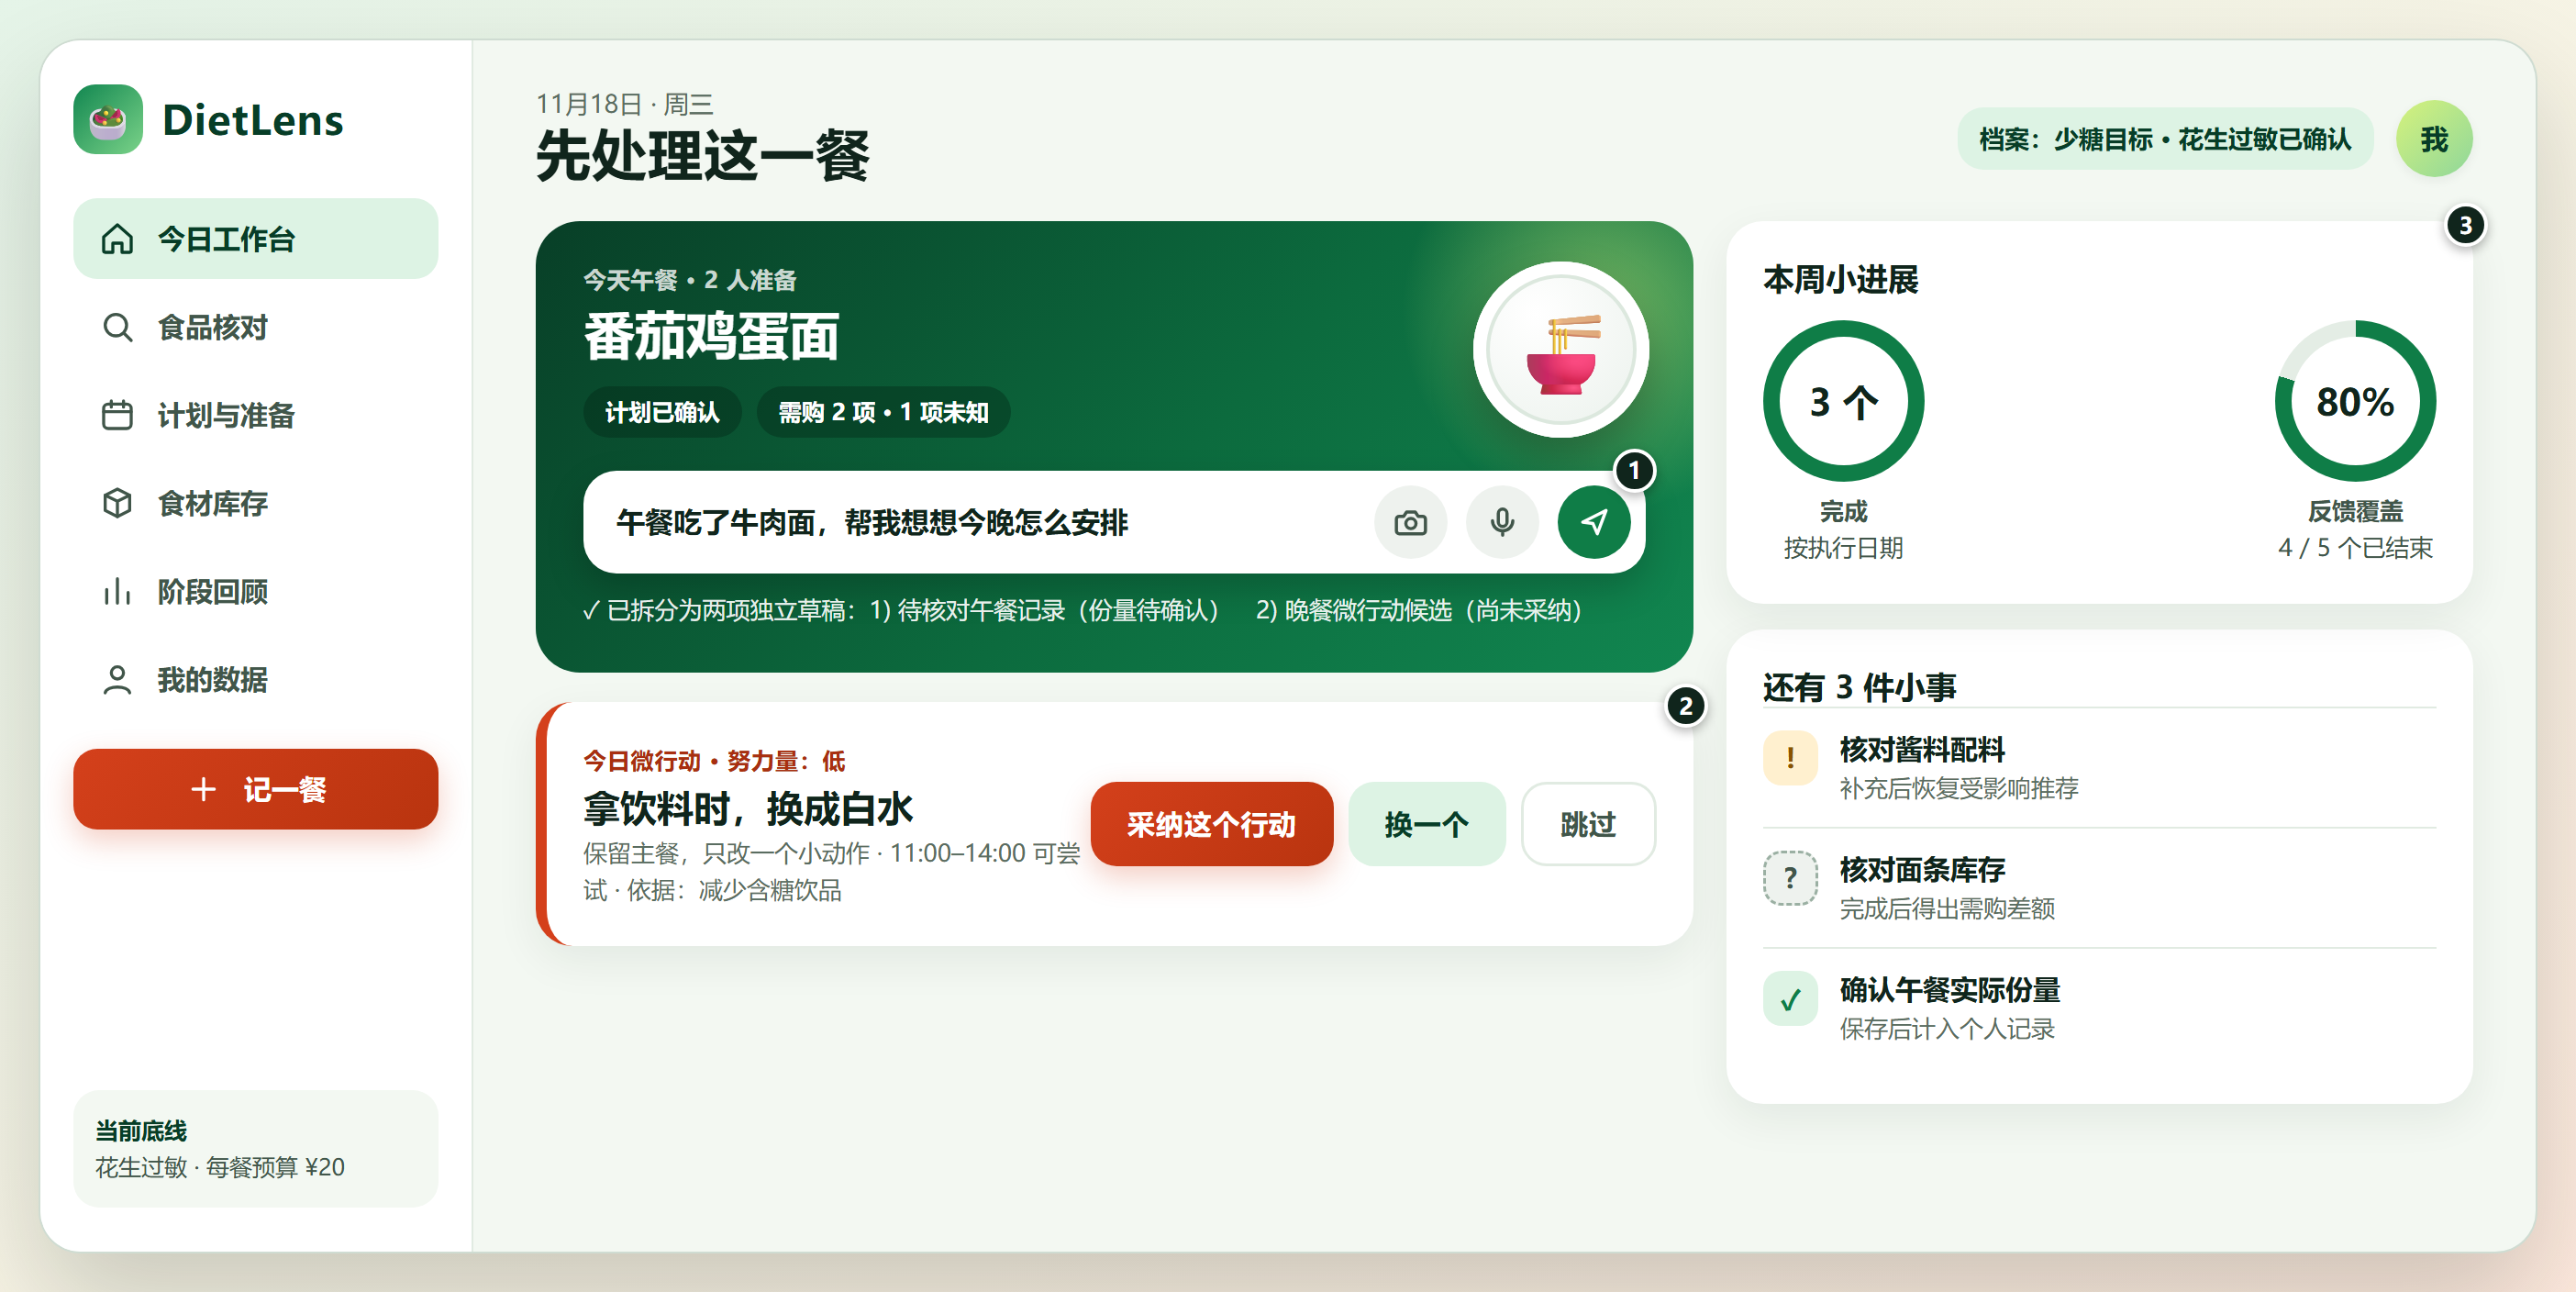 DietLens
今日工作台
食品核对
计划与准备
食材库存
阶段回顾
我的数据
+ 记一餐
当前底线
花生过敏 · 每餐预算 ¥20
11月18日 · 周三
先处理这一餐
档案：少糖目标 • 花生过敏已确认
我
今天午餐 • 2 人准备
番茄鸡蛋面
计划已确认
需购 2 项 • 1 项未知
1
午餐吃了牛肉面，帮我想想今晚怎么安排
✓ 已拆分为两项独立草稿：1) 待核对午餐记录（份量待确认） 2) 晚餐微行动候选（尚未采纳）
2
今日微行动 • 努力量：低
拿饮料时，换成白水
保留主餐，只改一个小动作 · 11:00–14:00 可尝
试 · 依据：减少含糖饮品
采纳这个行动
换一个
跳过
3
本周小进展
3 个
完成
按执行日期
80%
反馈覆盖
4 / 5 个已结束
还有 3 件小事
!
核对酱料配料
补充后恢复受影响推荐
?
核对面条库存
完成后得出需购差额
✓
确认午餐实际份量
保存后计入个人记录